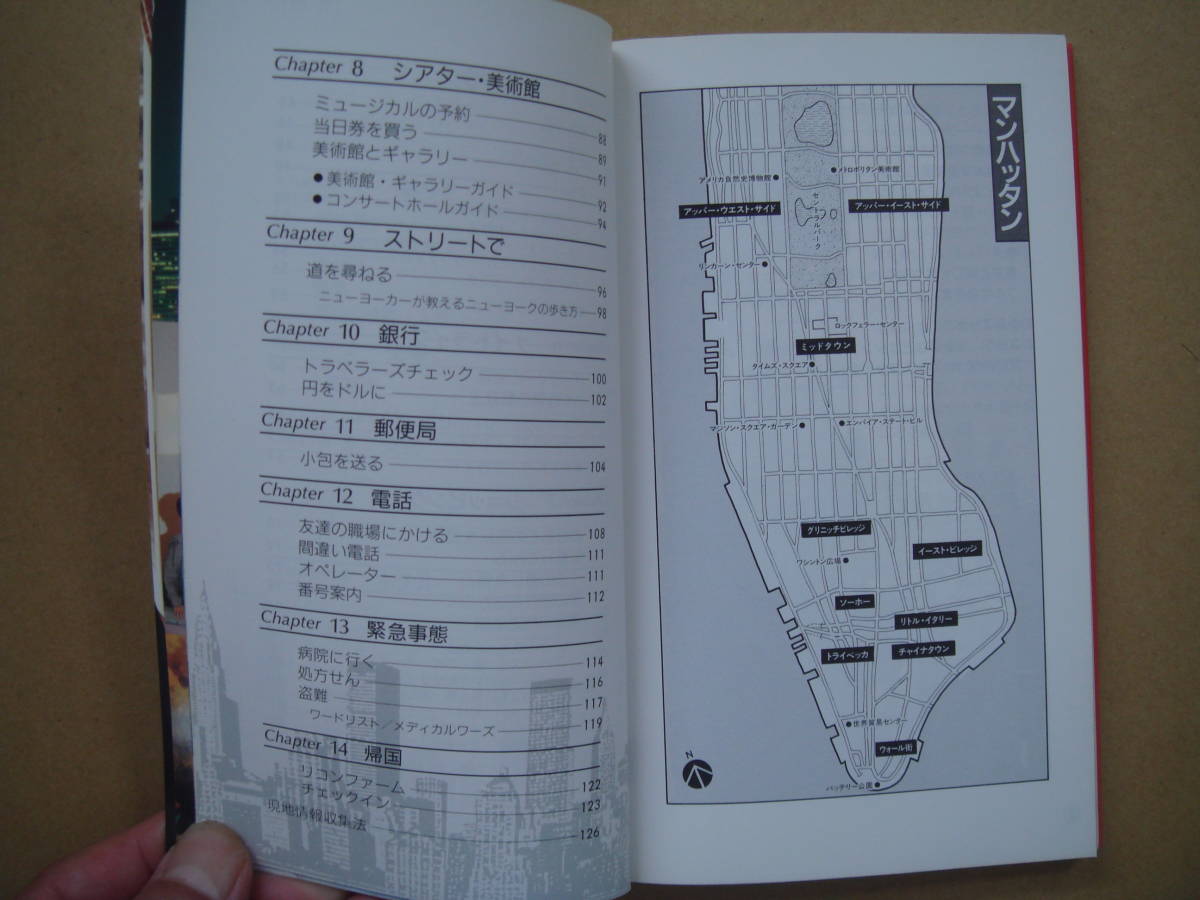 Chapter 8 シアター・美術館
ミュージカルの予約 88
当日券を買う 89
美術館とギャラリー 91
●美術館・ギャラリーガイド 92
●コンサートホールガイド 94
Chapter 9 ストリートで
道を尋ねる 96
ニューヨーカーが教えるニューヨークの歩き方 98
Chapter 10 銀行
トラベラーズチェック 100
円をドルに 102
Chapter 11 郵便局
小包を送る 104
Chapter 12 電話
友達の職場にかける 108
間違い電話 111
オペレーター 111
番号案内 112
Chapter 13 緊急事態
病院に行く 114
処方せん 116
盗難 117
ワードリスト/メディカルワーズ 119
Chapter 14 帰国
リコンファーム 122
チェックイン 123
現地情報収集法 126
マンハッタン
アメリカ自然史博物館●
●メトロポリタン美術館
アッパー・ウエスト・サイド
セントラルパーク
アッパー・イースト・サイド
リンカーン・センター●
ロックフェラー・センター
ミッドタウン
タイムズ・スクエア●
マンソン・スクエア・ガーデン●
●エンパイア・ステート・ビル
グリニッチビレッジ
イースト・ビレッジ
ワシントン広場●
ソーホー
リトル・イタリー
トライベッカ
チャイナタウン
●世界貿易センター
ウォール街
バッテリー公園●
N